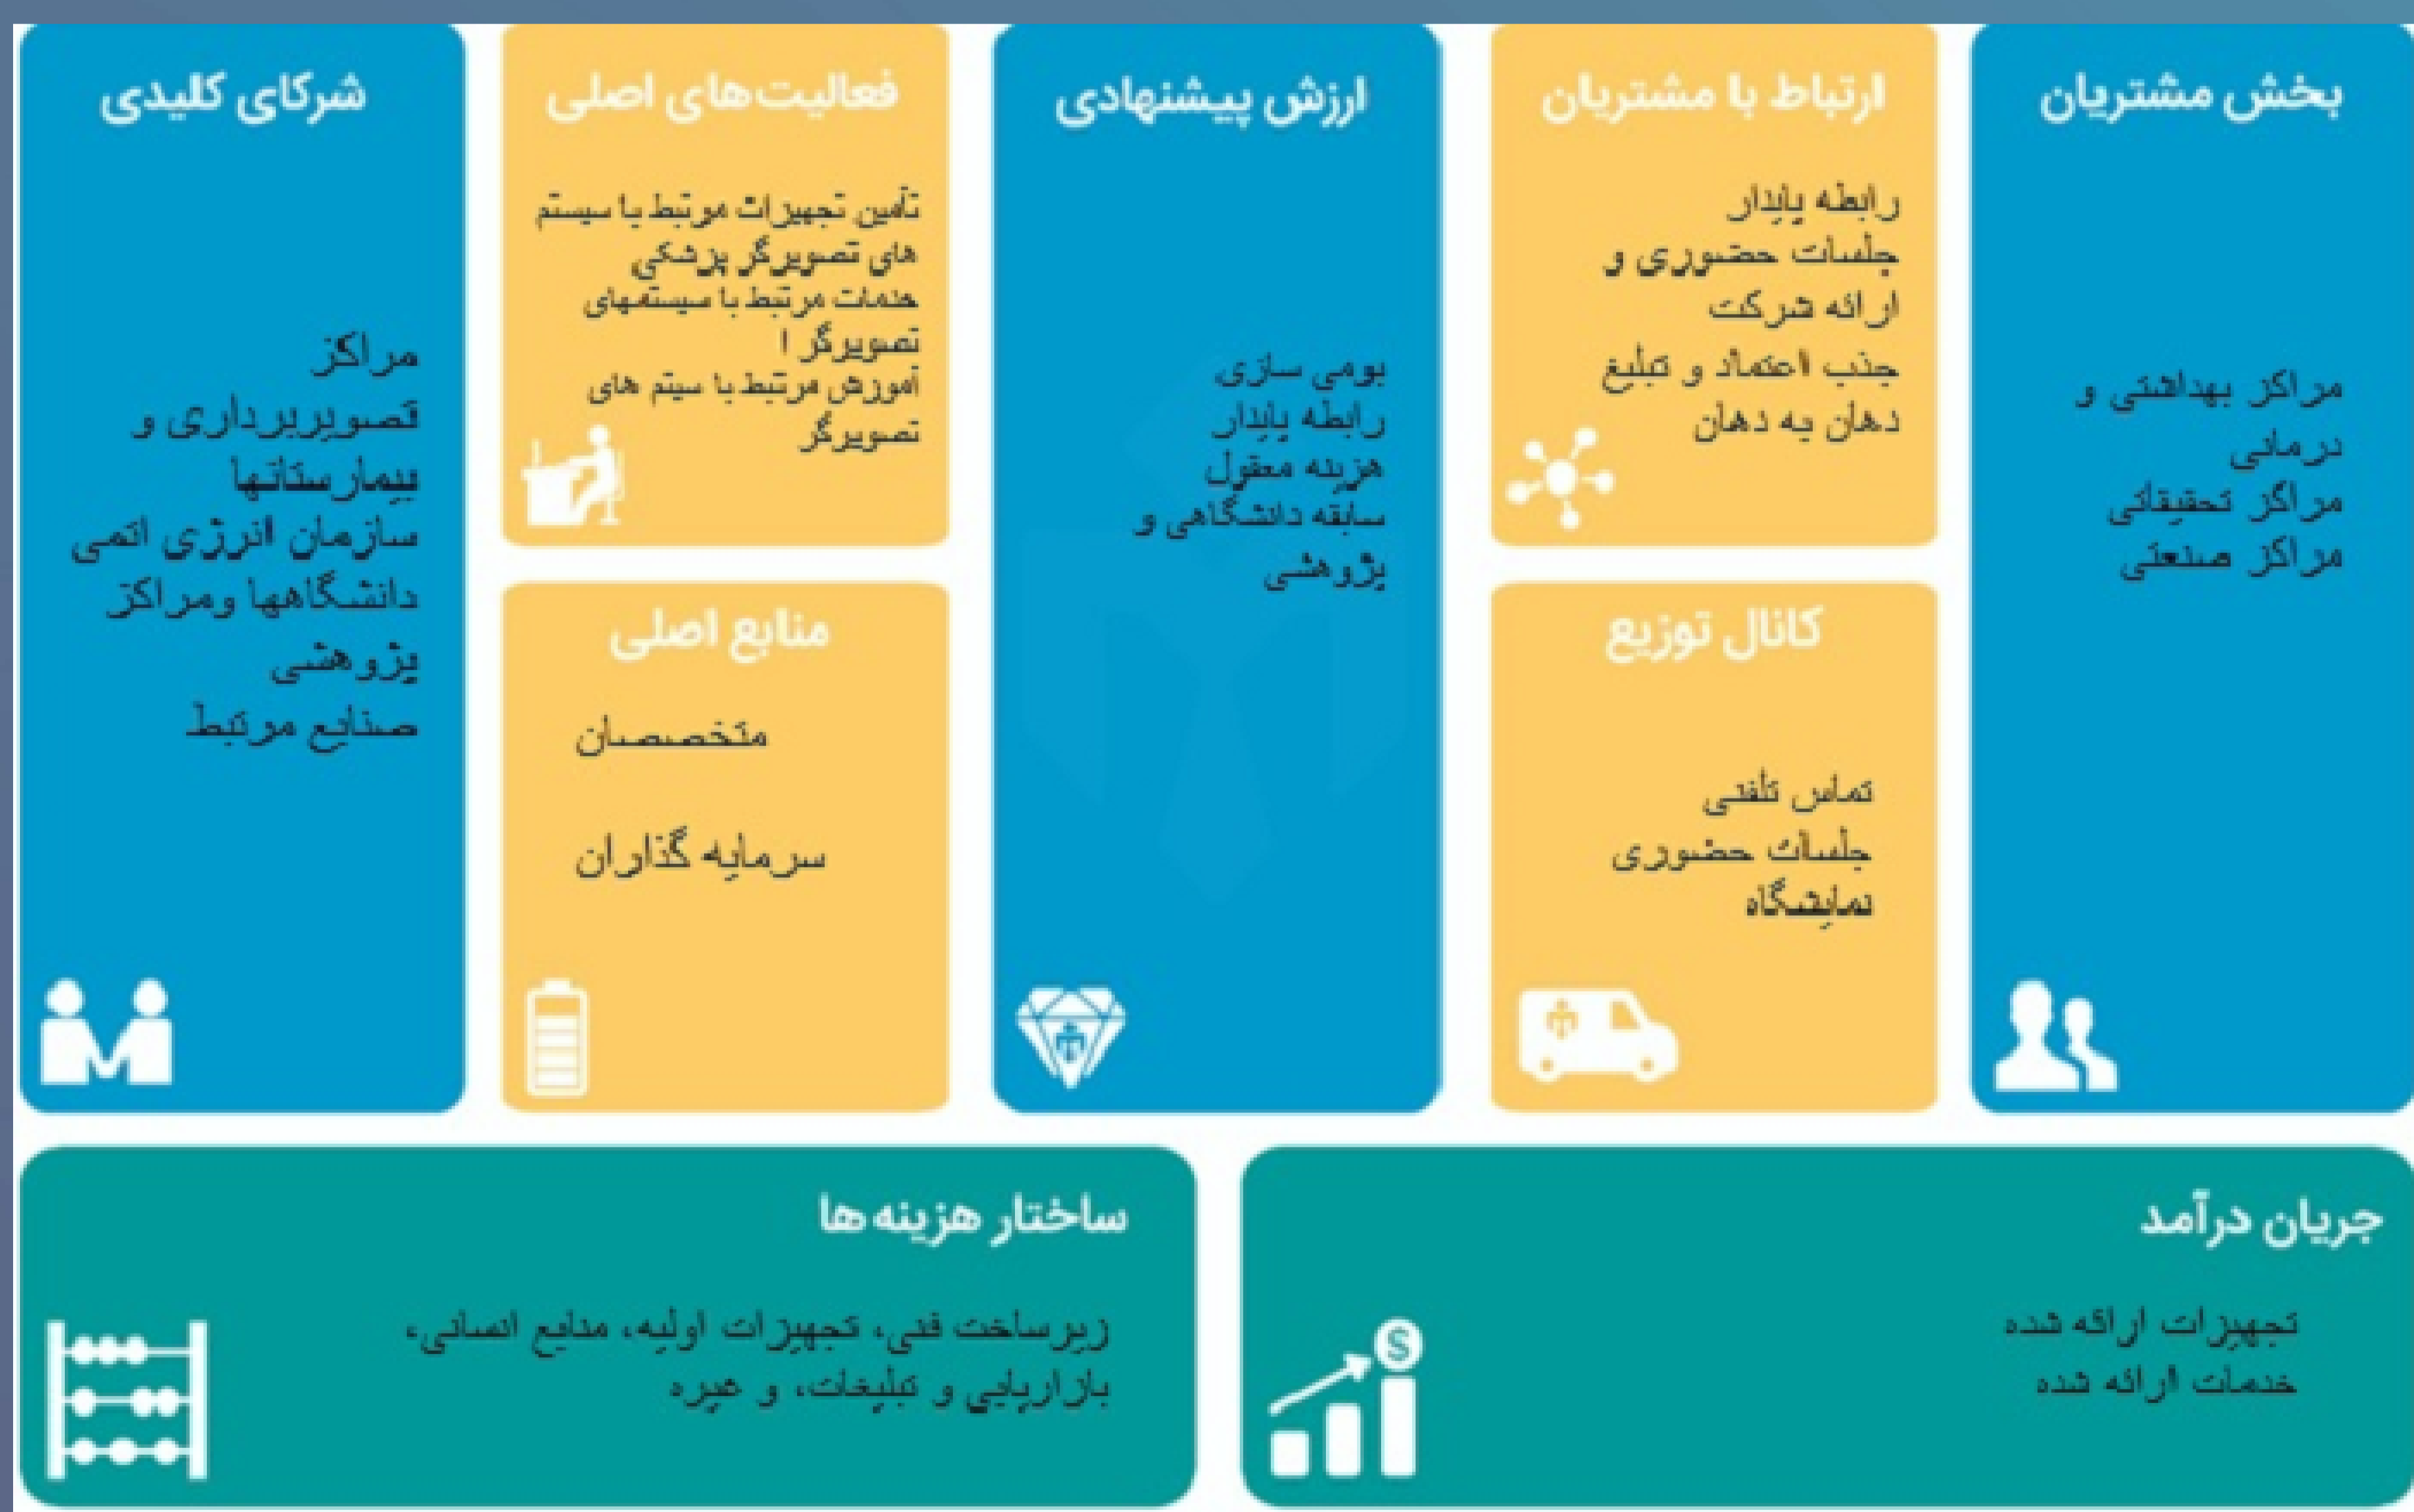 بخش مشتریان
مراکز بهداشتی و
درمانی
مراکز تحقیقاتی
مراکز صنعتی
ارتباط با مشتریان
رابطه پایدار
جلسات حضوری و
ارائه شرکت
جذب اعتماد و تبلیغ
دهان به دهان
کانال توزیع
تماس تلفنی
جلسات حضوری
نمایشگاه
ارزش پیشنهادی
بومی سازی
رابطه پایدار
هزینه معقول
سابقه دانشگاهی و
پژوهشی
فعالیت‌های اصلی
تأمین تجهیزات مرتبط با سیستم
های تصویرگر پزشکی
خدمات مرتبط با سیستمهای
تصویرگر ا
آموزش مرتبط با سیتم های
تصویرگر
منابع اصلی
متخصصان
سرمایه گذاران
شرکای کلیدی
مراکز
تصویربرداری و
بیمارستانها
سازمان انرژی اتمی
دانشگاهها ومراکز
پژوهشی
صنایع مرتبط
جریان درآمد
تجهیزات ارائه شده
خدمات ارائه شده
$
ساختار هزینه ها
زیرساخت فنی، تجهیزات اولیه، منابع انسانی،
بازاریابی و تبلیغات، و غیره